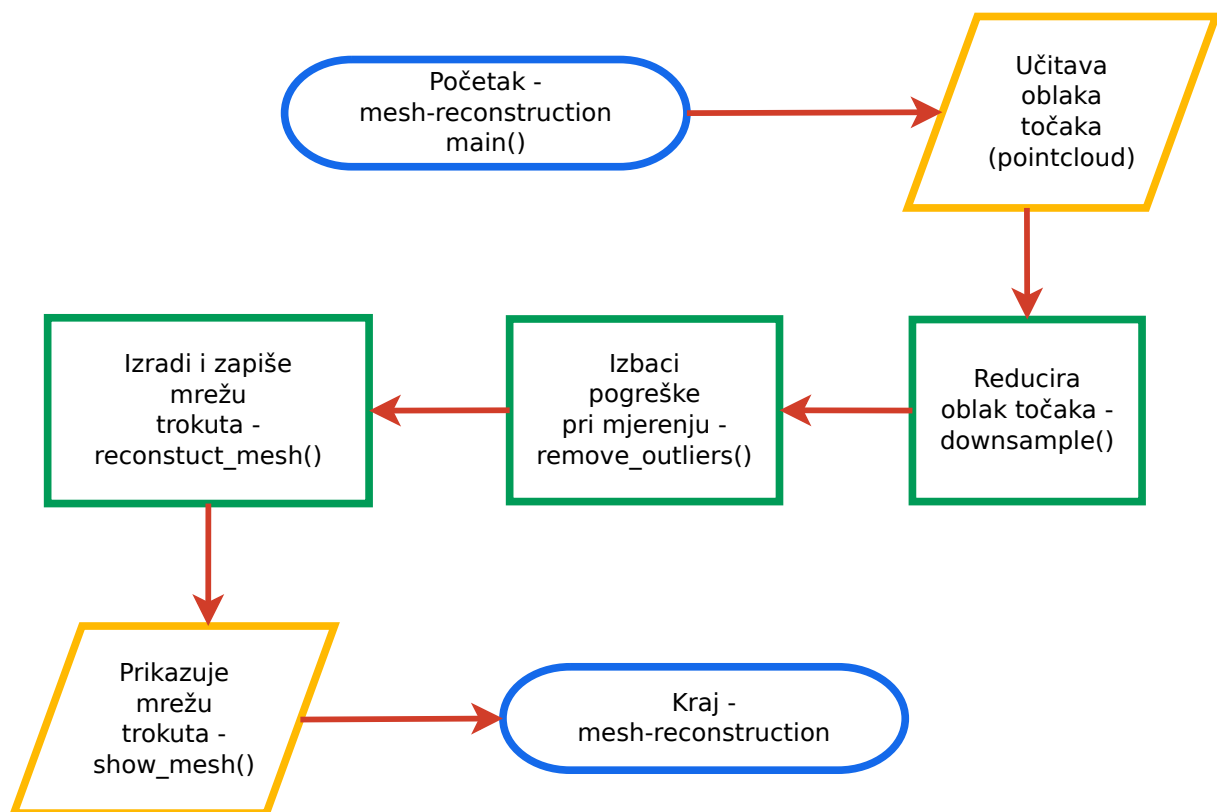 Početak -
mesh-reconstruction
main()
Učitava
oblaka
točaka
(pointcloud)
Reducira
oblak točaka -
downsample()
Izbaci
pogreške
pri mjerenju -
remove_outliers()
Izradi i zapiše
mrežu
trokuta -
reconstuct_mesh()
Prikazuje
mrežu
trokuta -
show_mesh()
Kraj -
mesh-reconstruction